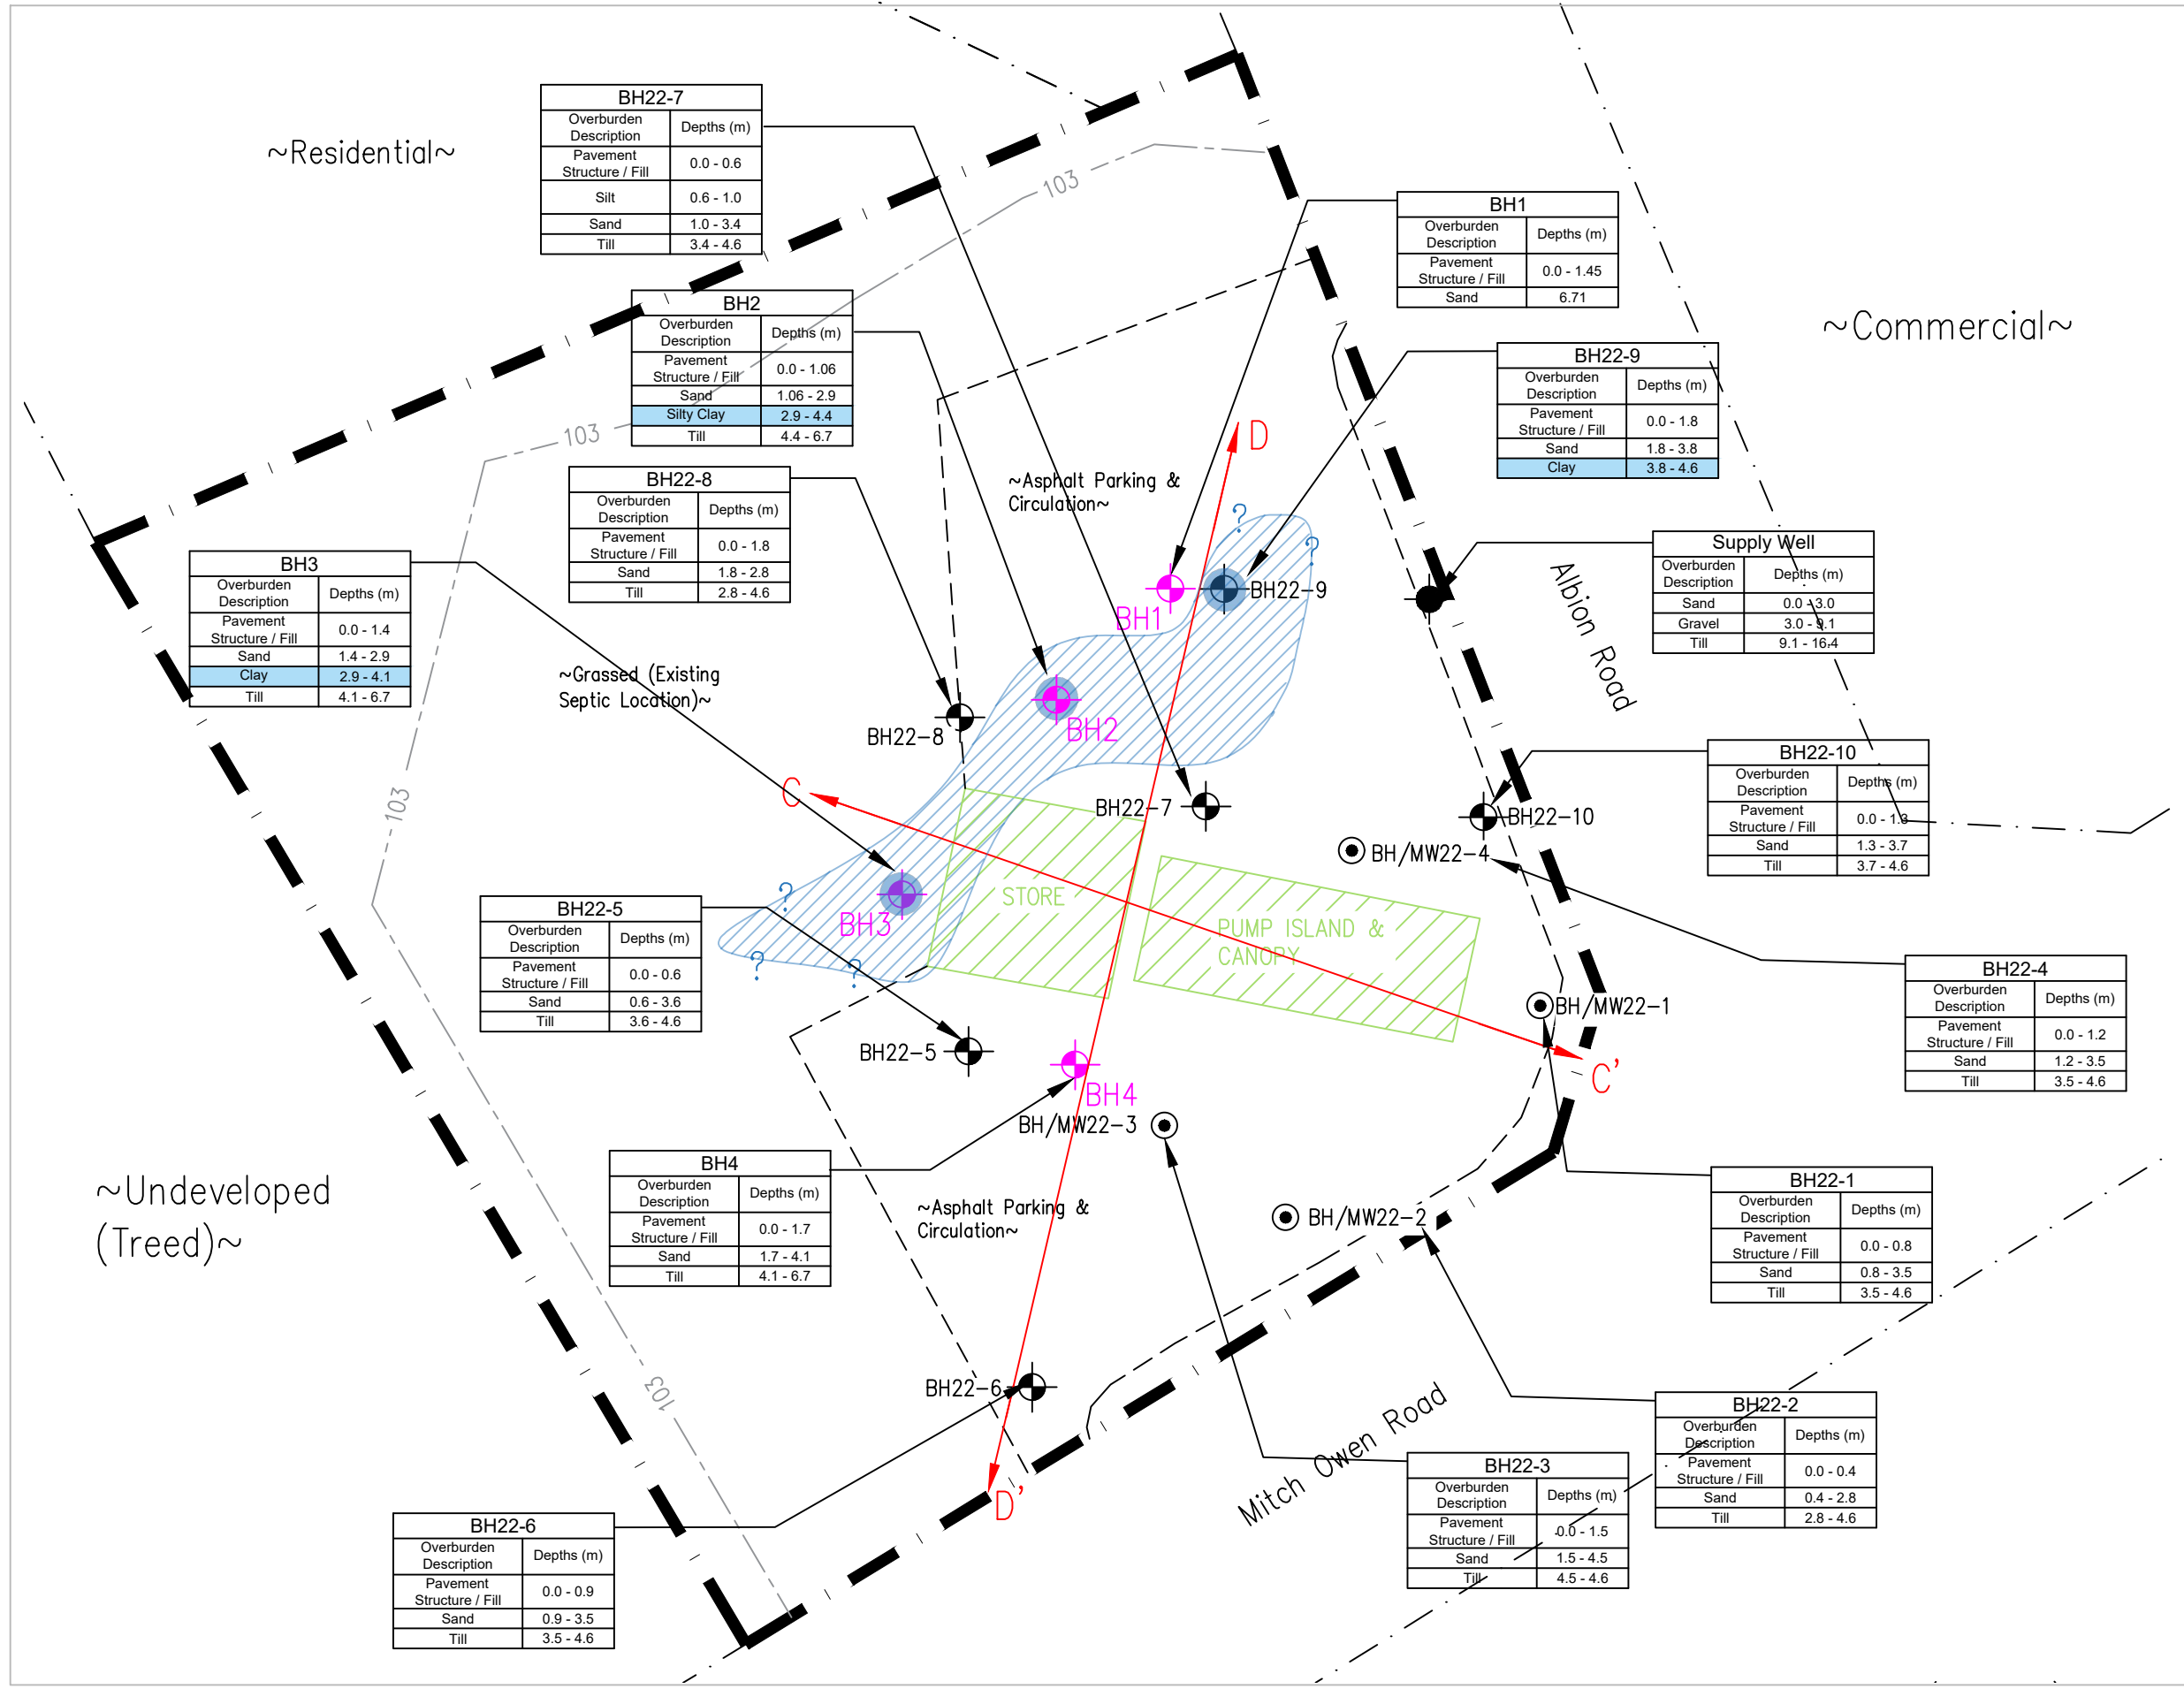 ~Residential~
BH22-7
Overburden Description Depths (m)
Pavement Structure / Fill 0.0 - 0.6
Silt 0.6 - 1.0
Sand 1.0 - 3.4
Till 3.4 - 4.6
103
BH1
Overburden Description Depths (m)
Pavement Structure / Fill 0.0 - 1.45
Sand 6.71
~Commercial~
BH2
Overburden Description Depths (m)
Pavement Structure / Fill 0.0 - 1.06
Sand 1.06 - 2.9
Silty Clay 2.9 - 4.4
Till 4.4 - 6.7
103
BH22-9
Overburden Description Depths (m)
Pavement Structure / Fill 0.0 - 1.8
Sand 1.8 - 3.8
Clay 3.8 - 4.6
D
~Asphalt Parking &
Circulation~
BH22-8
Overburden Description Depths (m)
Pavement Structure / Fill 0.0 - 1.8
Sand 1.8 - 2.8
Till 2.8 - 4.6
?
?
BH3
Overburden Description Depths (m)
Pavement Structure / Fill 0.0 - 1.4
Sand 1.4 - 2.9
Clay 2.9 - 4.1
Till 4.1 - 6.7
Supply Well
Overburden Description Depths (m)
Sand 0.0 - 3.0
Gravel 3.0 - 9.1
Till 9.1 - 16.4
BH1
BH22-9
Albion Road
~Grassed (Existing
Septic Location)~
BH22-8
BH2
103
C
BH22-7
BH22-10
BH/MW22-4
BH22-10
Overburden Description Depths (m)
Pavement Structure / Fill 0.0 - 1.3
Sand 1.3 - 3.7
Till 3.7 - 4.6
STORE
PUMP ISLAND &
CANOPY
?
BH3
?
?
BH22-5
Overburden Description Depths (m)
Pavement Structure / Fill 0.0 - 0.6
Sand 0.6 - 3.6
Till 3.6 - 4.6
BH22-4
Overburden Description Depths (m)
Pavement Structure / Fill 0.0 - 1.2
Sand 1.2 - 3.5
Till 3.5 - 4.6
BH/MW22-1
BH22-5
C'
BH4
BH/MW22-3
BH4
Overburden Description Depths (m)
Pavement Structure / Fill 0.0 - 1.7
Sand 1.7 - 4.1
Till 4.1 - 6.7
~Undeveloped
(Treed)~
~Asphalt Parking &
Circulation~
BH/MW22-2
BH22-1
Overburden Description Depths (m)
Pavement Structure / Fill 0.0 - 0.8
Sand 0.8 - 3.5
Till 3.5 - 4.6
103
BH22-6
Mitch Owen Road
BH22-2
Overburden Description Depths (m)
Pavement Structure / Fill 0.0 - 0.4
Sand 0.4 - 2.8
Till 2.8 - 4.6
BH22-3
Overburden Description Depths (m)
Pavement Structure / Fill 0.0 - 1.5
Sand 1.5 - 4.5
Till 4.5 - 4.6
D'
BH22-6
Overburden Description Depths (m)
Pavement Structure / Fill 0.0 - 0.9
Sand 0.9 - 3.5
Till 3.5 - 4.6